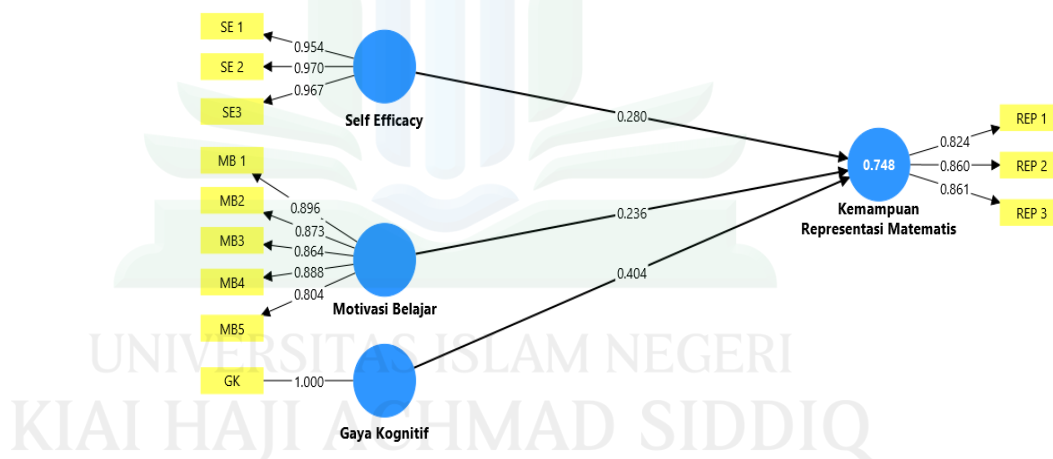 SE 1
0.954
SE 2
0.970
SE3
0.967
Self Efficacy
0.280
MB 1
0.896
MB2
0.873
MB3
0.864
MB4
0.888
MB5
0.804
Motivasi Belajar
0.236
GK
1.000
Gaya Kognitif
0.404
0.748
Kemampuan
Representasi Matematis
REP 1
0.824
REP 2
0.860
REP 3
0.861
UNIVERSITAS ISLAM NEGERI
KIAI HAJI ACHMAD SIDDIQ